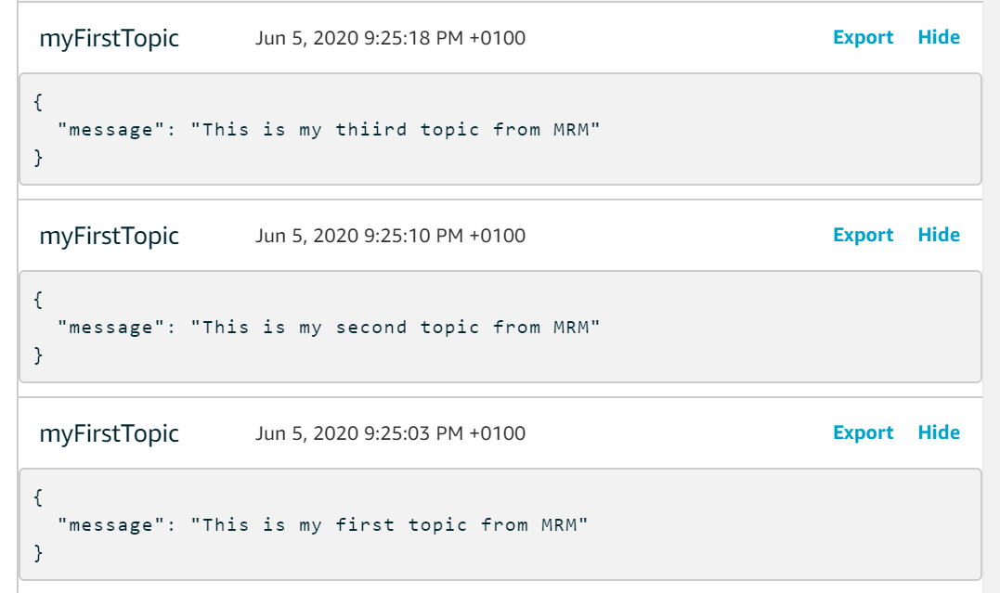 myFirstTopic Jun 5, 2020 9:25:18 PM +0100 Export Hide
{
"message": "This is my thiird topic from MRM"
}
myFirstTopic Jun 5, 2020 9:25:10 PM +0100 Export Hide
{
"message": "This is my second topic from MRM"
}
myFirstTopic Jun 5, 2020 9:25:03 PM +0100 Export Hide
{
"message": "This is my first topic from MRM"
}